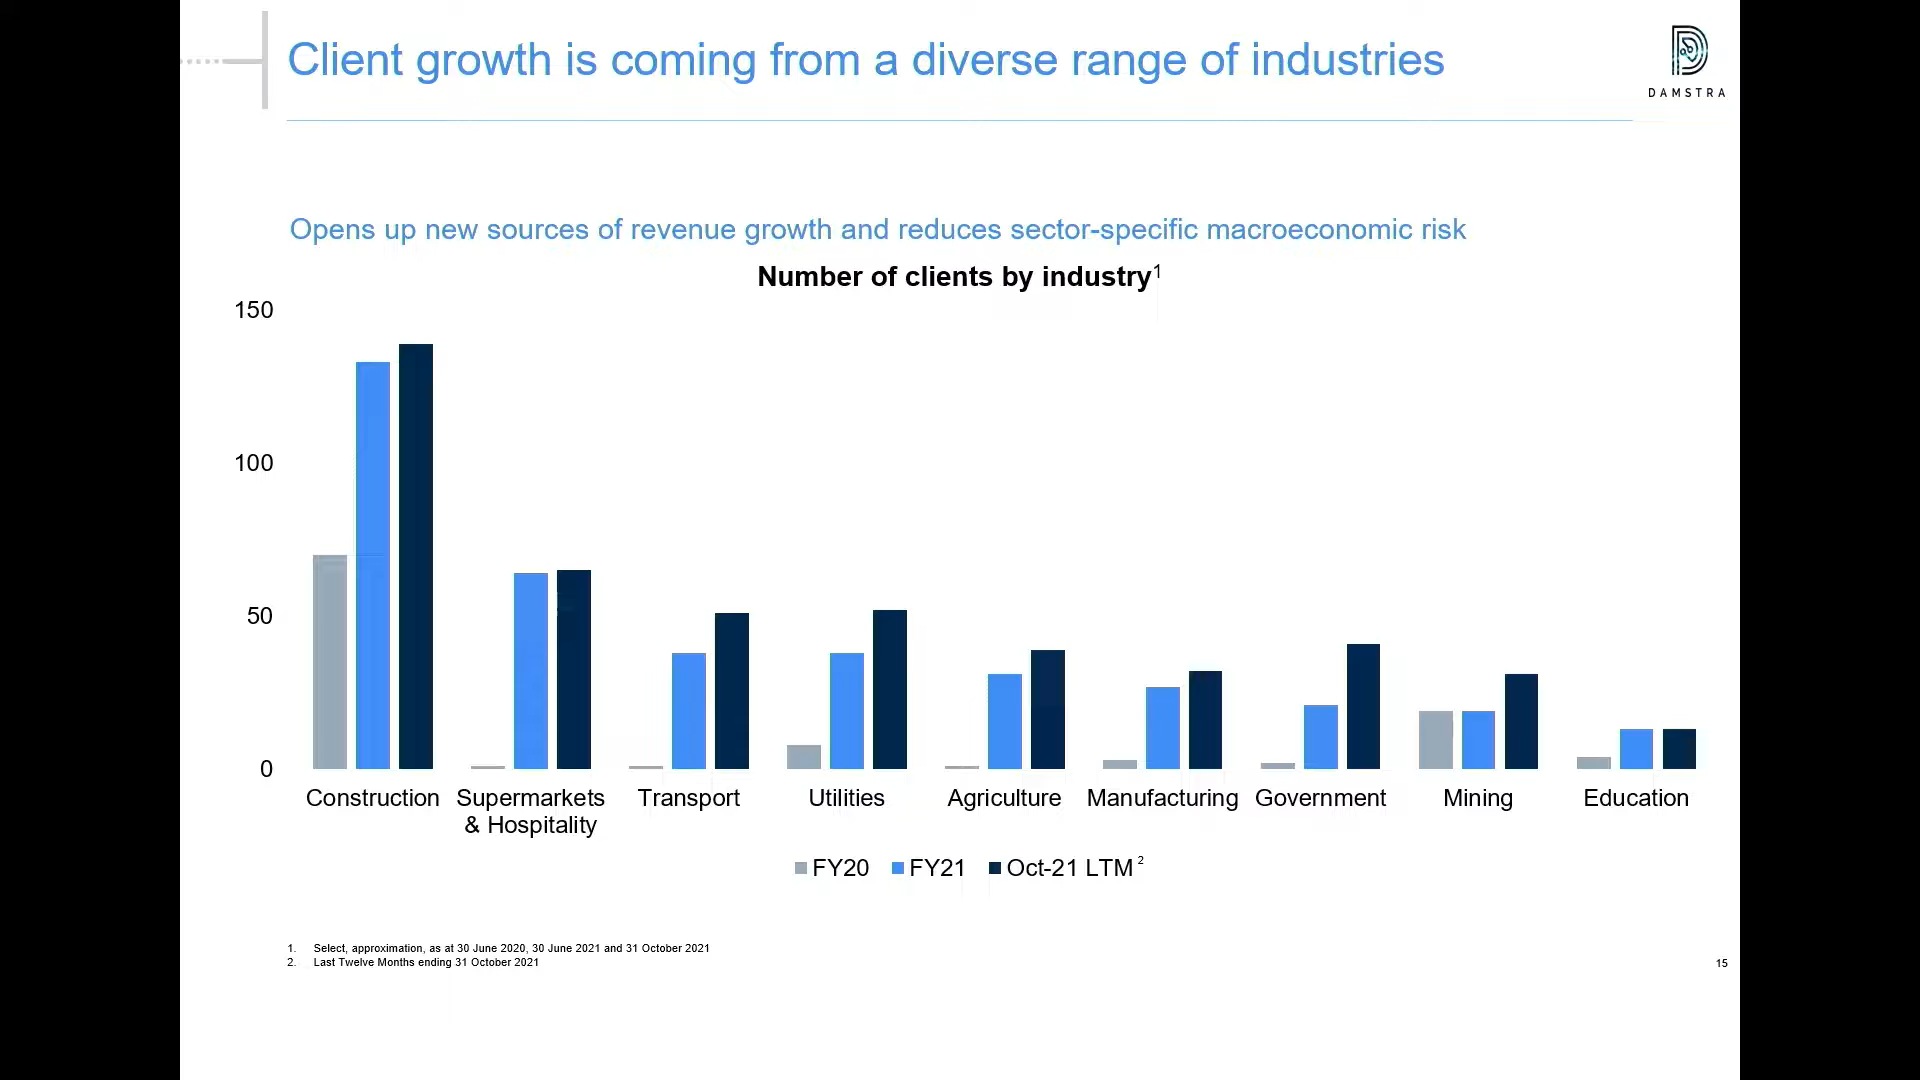 Client growth is coming from a diverse range of industries
DAMSTRA
Opens up new sources of revenue growth and reduces sector-specific macroeconomic risk
Number of clients by industry1
150
100
50
0
Construction
Supermarkets
& Hospitality
Transport
Utilities
Agriculture
Manufacturing
Government
Mining
Education
FY20
FY21
Oct-21 LTM 2
1. Select, approximation, as at 30 June 2020, 30 June 2021 and 31 October 2021
2. Last Twelve Months ending 31 October 2021
15